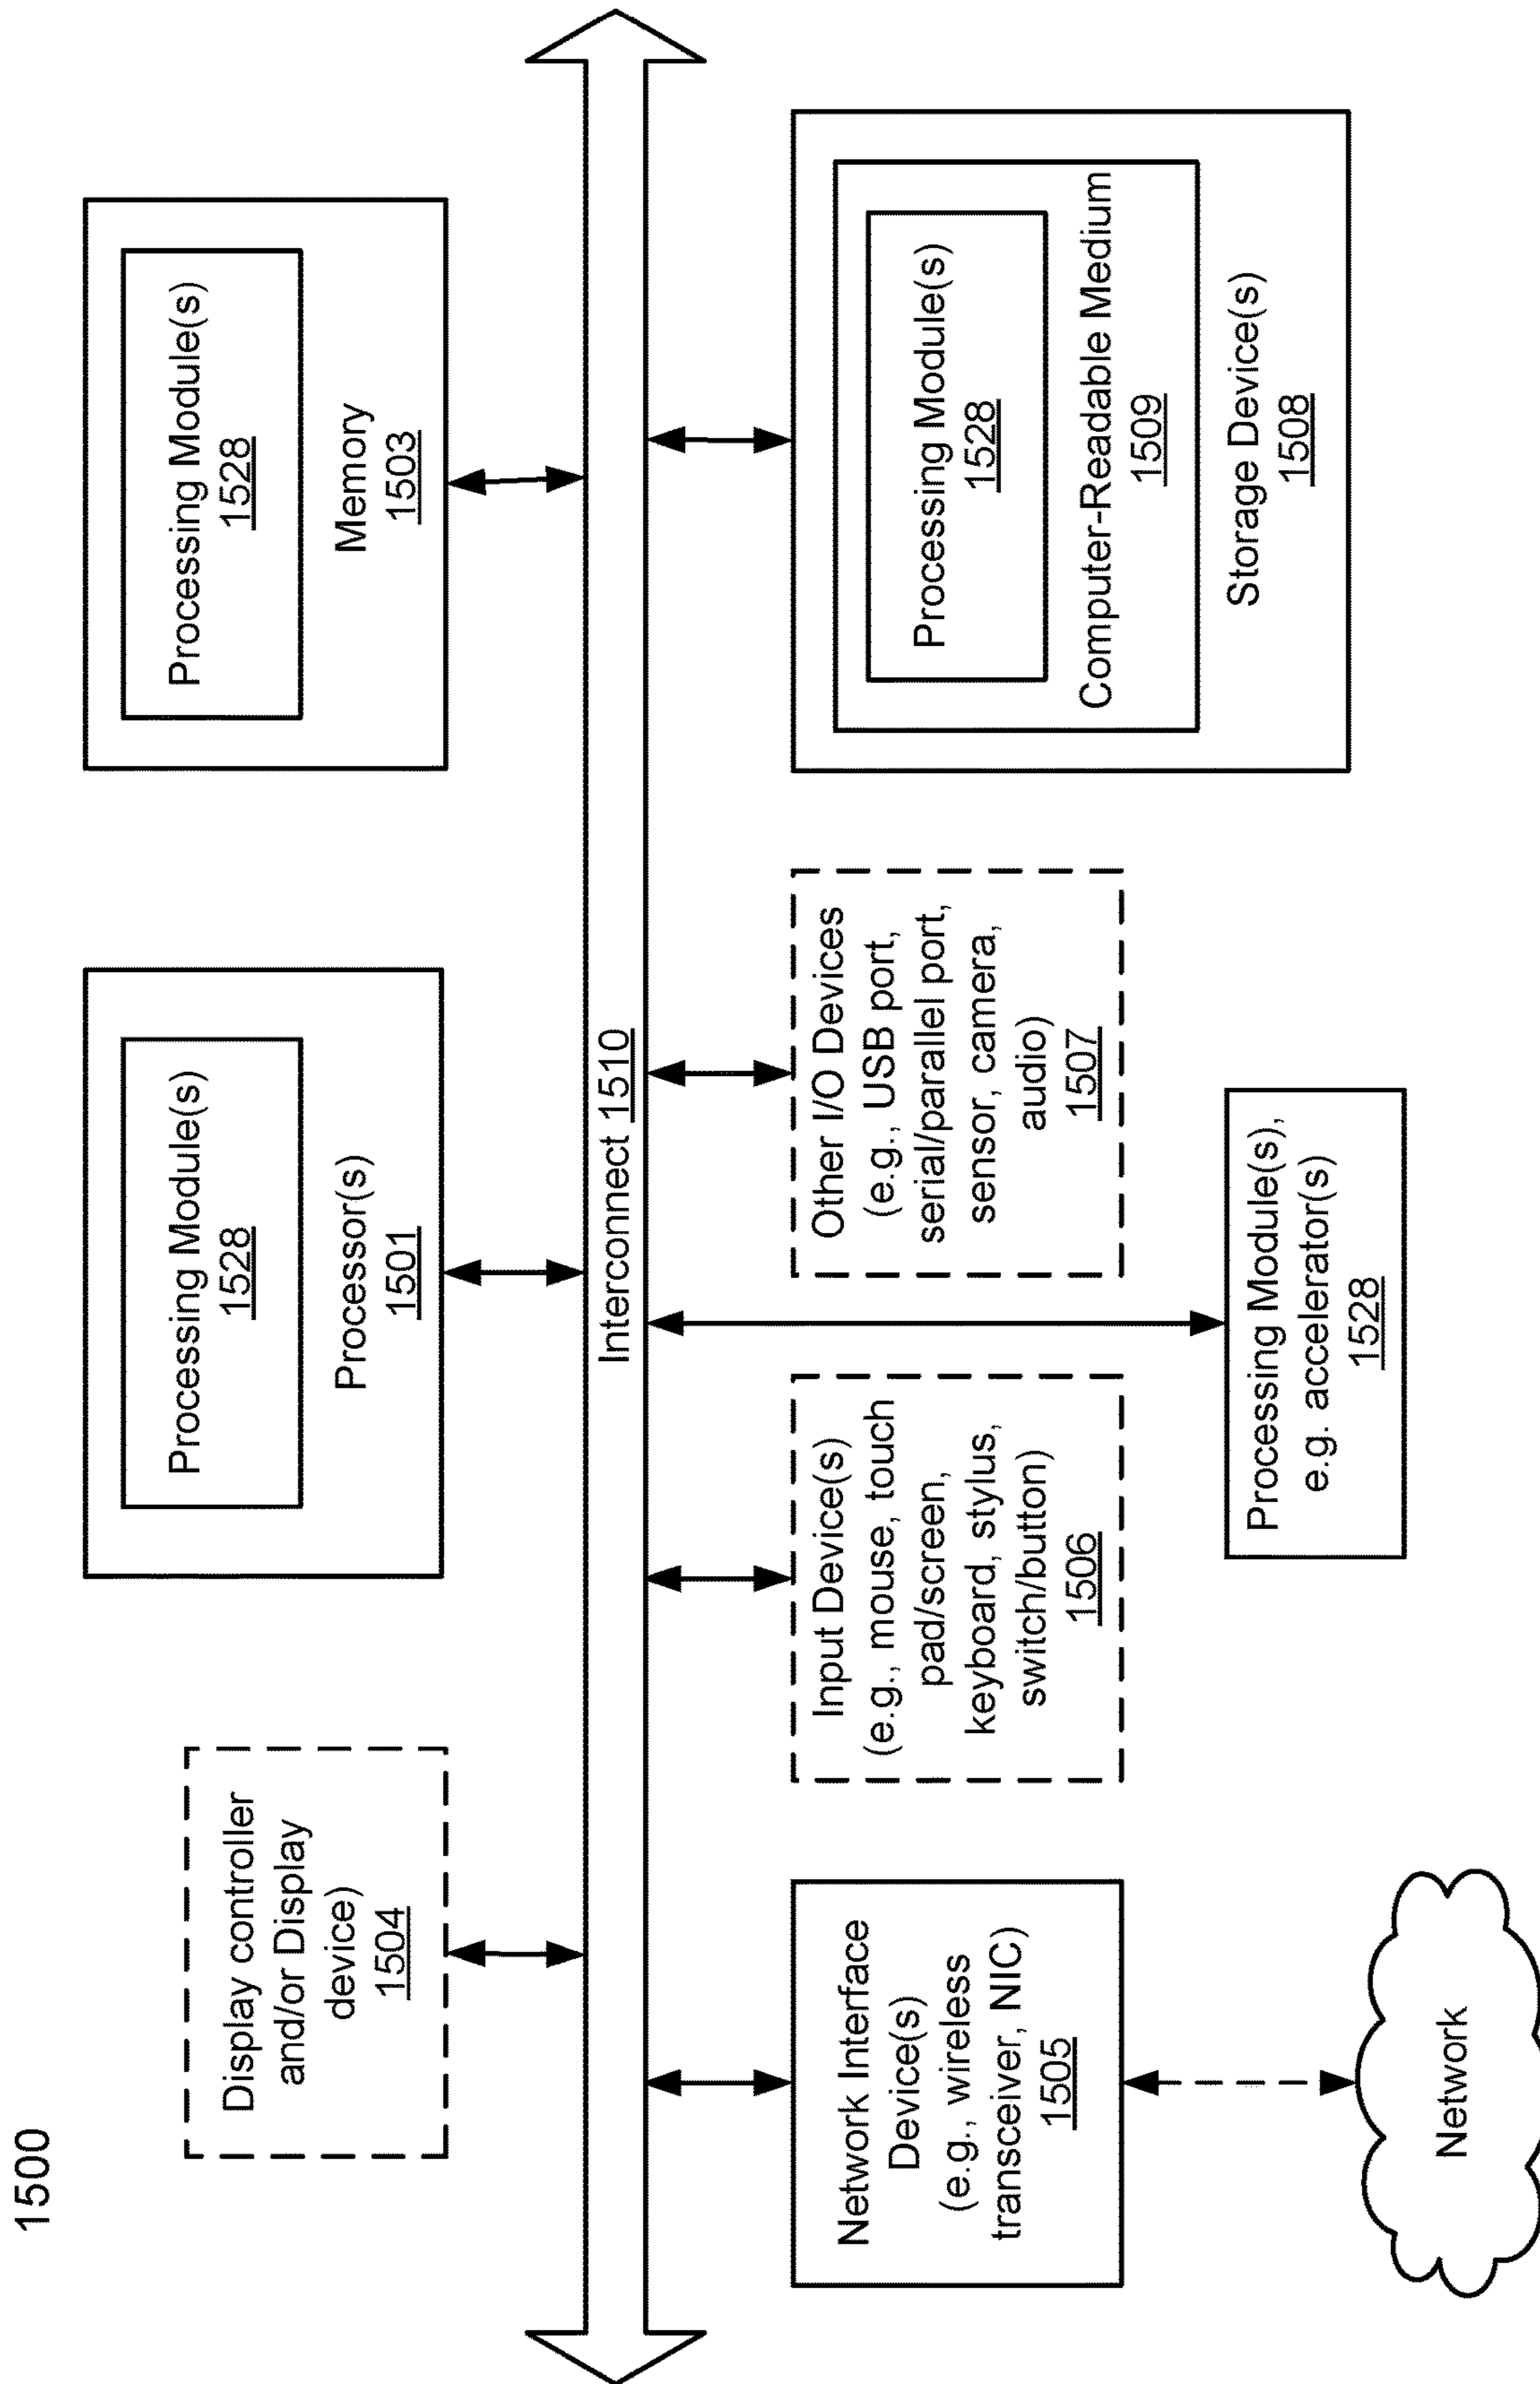 1500
Display controller
and/or Display
device)
1504
Processing Module(s)
1528
Processor(s)
1501
Processing Module(s)
1528
Memory
1503
Interconnect 1510
Network Interface
Device(s)
(e.g., wireless
transceiver, NIC)
1505
Input Device(s)
(e.g., mouse, touch
pad/screen,
keyboard, stylus,
switch/button)
1506
Other I/O Devices
(e.g., USB port,
serial/parallel port,
sensor, camera,
audio)
1507
Processing Module(s)
1528
Computer-Readable Medium
1509
Storage Device(s)
1508
Processing Module(s),
e.g. accelerator(s)
1528
Network